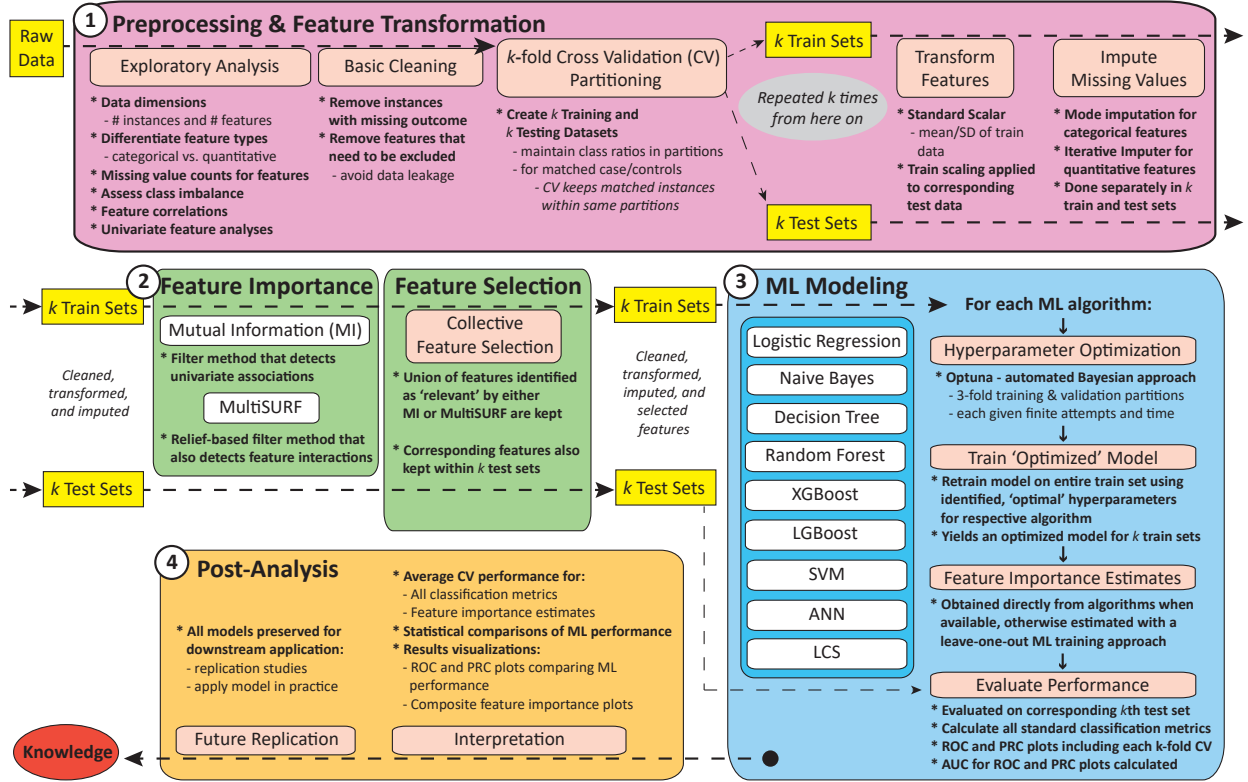 Raw
Data
1
Preprocessing & Feature Transformation
Exploratory Analysis
* Data dimensions
- # instances and # features
* Differentiate feature types
- categorical vs. quantitative
* Missing value counts for features
* Assess class imbalance
* Feature correlations
* Univariate feature analyses
Basic Cleaning
* Remove instances
with missing outcome
* Remove features that
need to be excluded
- avoid data leakage
k-fold Cross Validation (CV)
Partitioning
* Create k Training and
k Testing Datasets
- maintain class ratios in partitions
- for matched case/controls
- CV keeps matched instances
within same partitions
k Train Sets
Repeated k times
from here on
k Test Sets
Transform
Features
* Standard Scalar
- mean/SD of train
data
* Train scaling applied
to corresponding
test data
Impute
Missing Values
* Mode imputation for
categorical features
* Iterative Imputer for
quantitative features
* Done separately in k
train and test sets
k Train Sets
Cleaned,
transformed,
and imputed
k Test Sets
2
Feature Importance
Mutual Information (MI)
* Filter method that detects
univariate associations
MultiSURF
* Relief-based filter method that
also detects feature interactions
Feature Selection
Collective
Feature Selection
* Union of features identified
as ‘relevant’ by either
MI or MultiSURF are kept
* Corresponding features also
kept within k test sets
k Train Sets
Cleaned,
transformed,
imputed, and
selected
features
k Test Sets
3
ML Modeling
Logistic Regression
Naive Bayes
Decision Tree
Random Forest
XGBoost
LGBoost
SVM
ANN
LCS
For each ML algorithm:
Hyperparameter Optimization
* Optuna - automated Bayesian approach
- 3-fold training & validation partitions
- each given finite attempts and time
Train ‘Optimized’ Model
* Retrain model on entire train set using
identified, ‘optimal’ hyperparameters
for respective algorithm
* Yields an optimized model for k train sets
Feature Importance Estimates
* Obtained directly from algorithms when
available, otherwise estimated with a
leave-one-out ML training approach
Evaluate Performance
* Evaluated on corresponding kth test set
* Calculate all standard classification metrics
* ROC and PRC plots including each k-fold CV
* AUC for ROC and PRC plots calculated
4
Post-Analysis
* All models preserved for
downstream application:
- replication studies
- apply model in practice
Future Replication
* Average CV performance for:
- All classification metrics
- Feature importance estimates
* Statistical comparisons of ML performance
* Results visualizations:
- ROC and PRC plots comparing ML
performance
- Composite feature importance plots
Interpretation
Knowledge